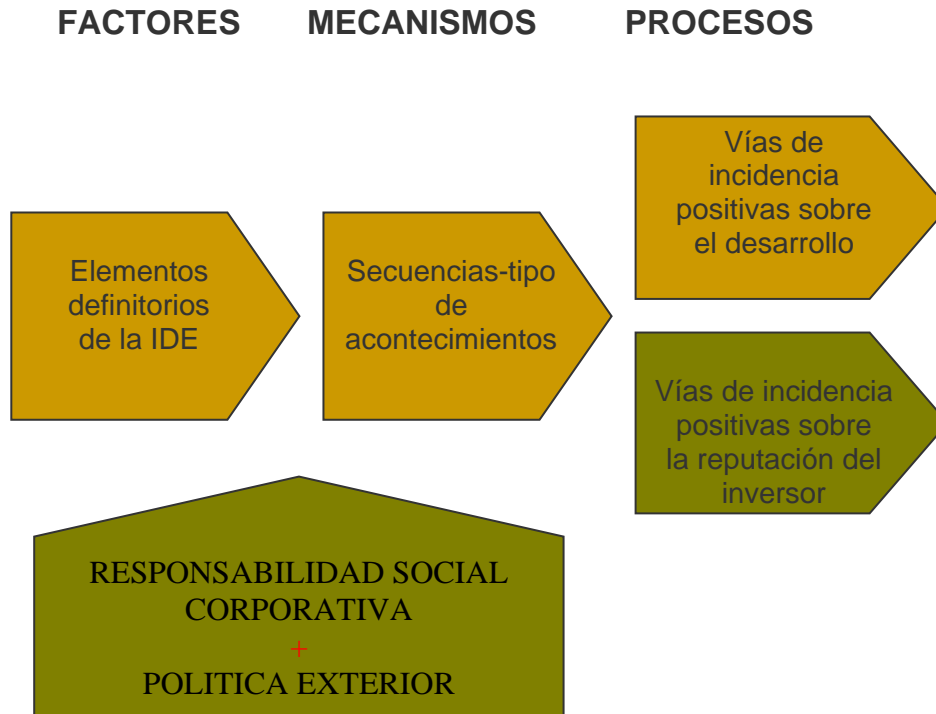 FACTORES MECANISMOS PROCESOS
Elementos
definitorios
de la IDE
Secuencias-tipo
de
acontecimientos
Vías de
incidencia
positivas sobre
el desarrollo
Vías de incidencia
positivas sobre
la reputación del
inversor
RESPONSABILIDAD SOCIAL
CORPORATIVA
+
POLITICA EXTERIOR